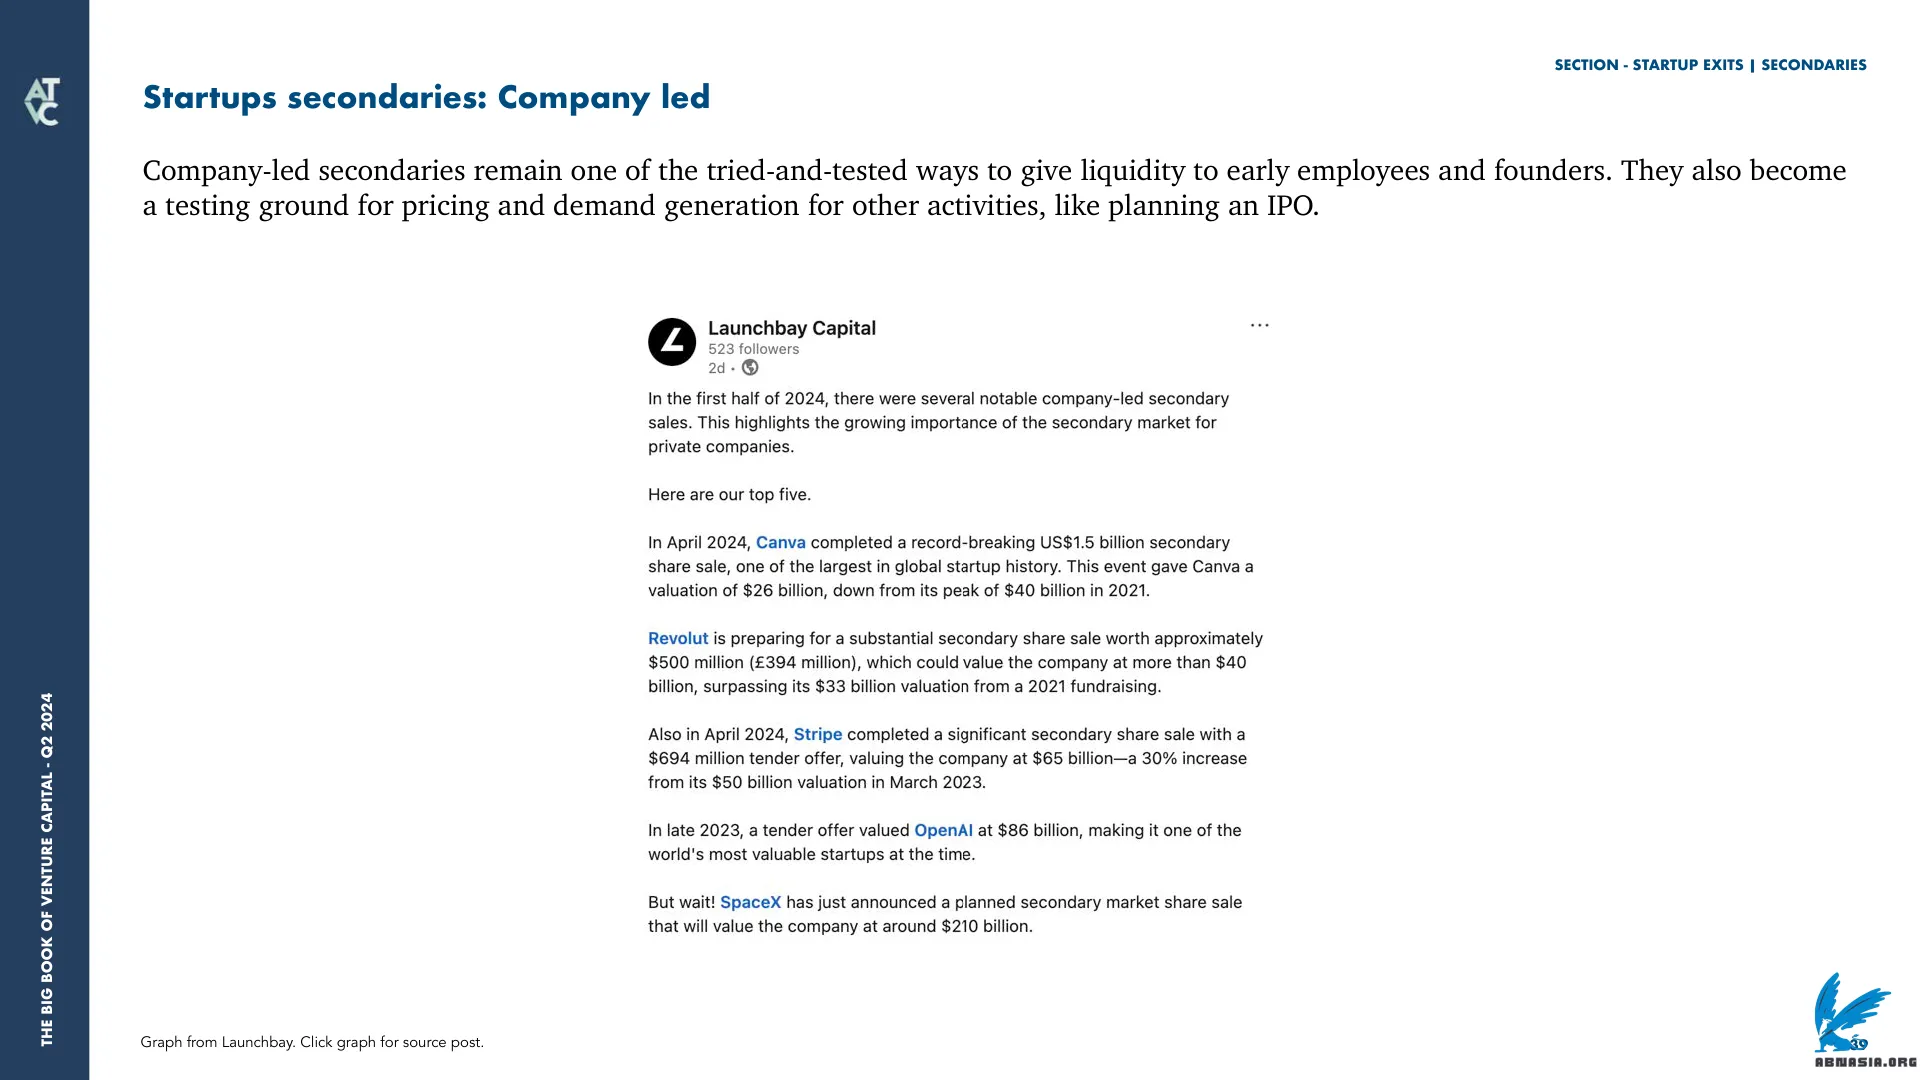 AT
VC
SECTION - STARTUP EXITS | SECONDARIES
Startups secondaries: Company led
Company-led secondaries remain one of the tried-and-tested ways to give liquidity to early employees and founders. They also become
a testing ground for pricing and demand generation for other activities, like planning an IPO.
Launchbay Capital
523 followers
2d •
...
In the first half of 2024, there were several notable company-led secondary
sales. This highlights the growing importance of the secondary market for
private companies.
Here are our top five.
In April 2024, Canva completed a record-breaking US$1.5 billion secondary
share sale, one of the largest in global startup history. This event gave Canva a
valuation of $26 billion, down from its peak of $40 billion in 2021.
Revolut is preparing for a substantial secondary share sale worth approximately
$500 million (£394 million), which could value the company at more than $40
billion, surpassing its $33 billion valuation from a 2021 fundraising.
Also in April 2024, Stripe completed a significant secondary share sale with a
$694 million tender offer, valuing the company at $65 billion—a 30% increase
from its $50 billion valuation in March 2023.
In late 2023, a tender offer valued OpenAI at $86 billion, making it one of the
world's most valuable startups at the time.
But wait! SpaceX has just announced a planned secondary market share sale
that will value the company at around $210 billion.
THE BIG BOOK OF VENTURE CAPITAL - Q2 2024
Graph from Launchbay. Click graph for source post.
39
ABNASIA.ORG